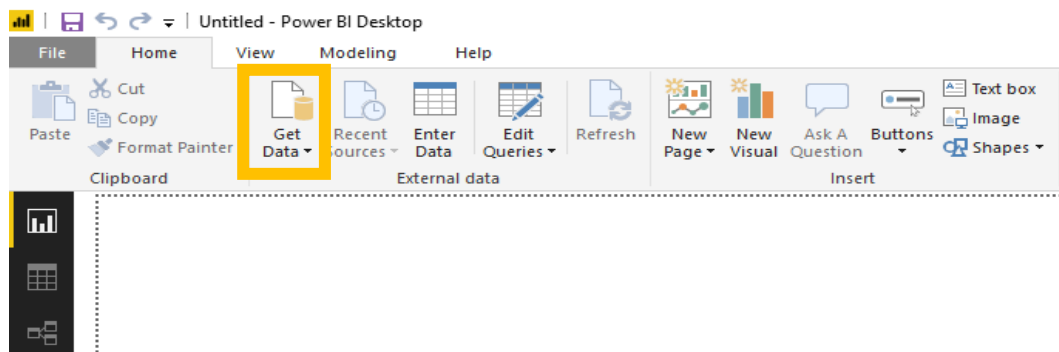 Untitled - Power BI Desktop
File Home View Modeling Help
Paste
Cut
Copy
Format Painter
Clipboard
Get Data
Recent Sources
Enter Data
Edit Queries
Refresh
External data
New Page
New Visual
Ask A Question
Buttons
Text box
Image
Shapes
Insert